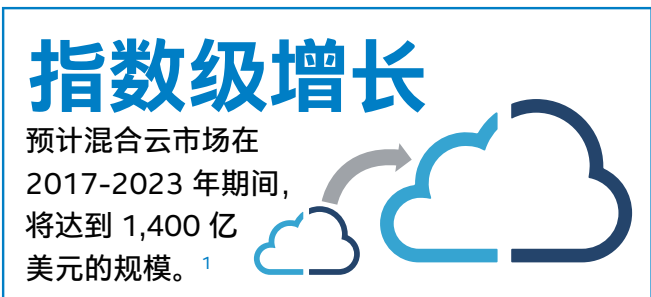 指数级增长
预计混合云市场在
2017-2023 年期间，
将达到 1,400 亿
美元的规模。1